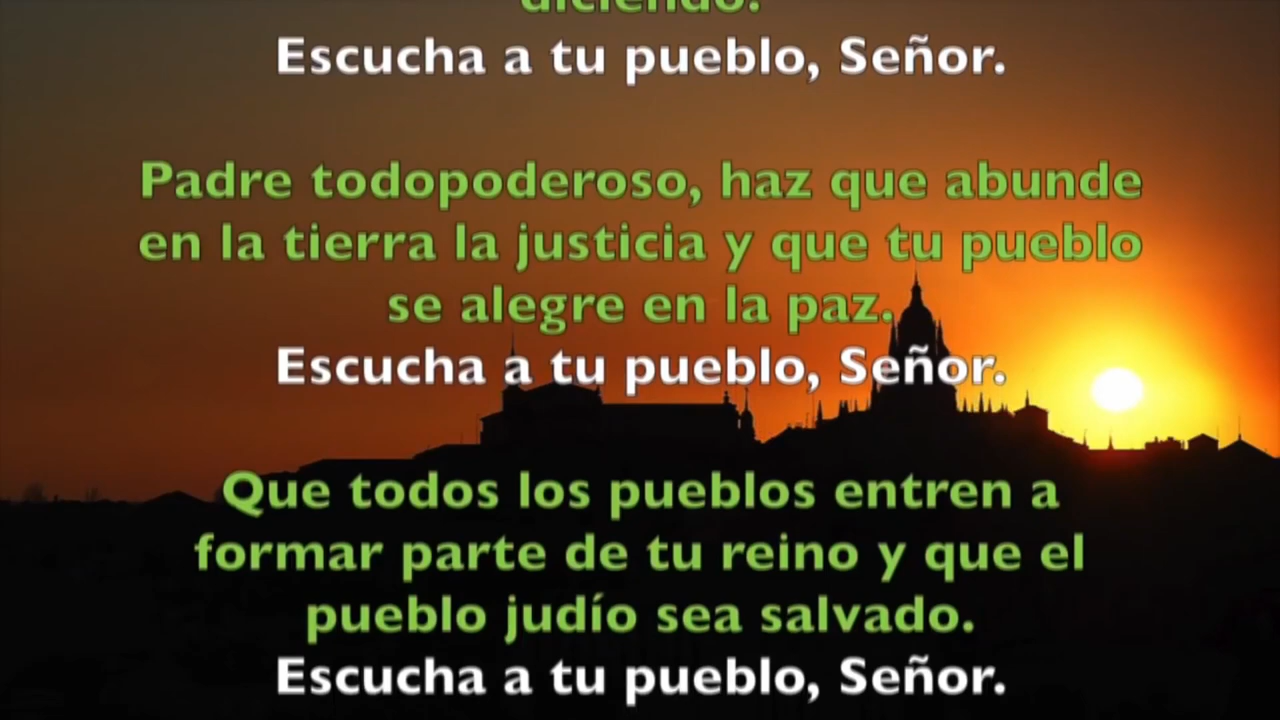 diciendo:
Escucha a tu pueblo, Señor.
Padre todopoderoso, haz que abunde
en la tierra la justicia y que tu pueblo
se alegre en la paz.
Escucha a tu pueblo, Señor.
Que todos los pueblos entren a
formar parte de tu reino y que el
pueblo judío sea salvado.
Escucha a tu pueblo, Señor.